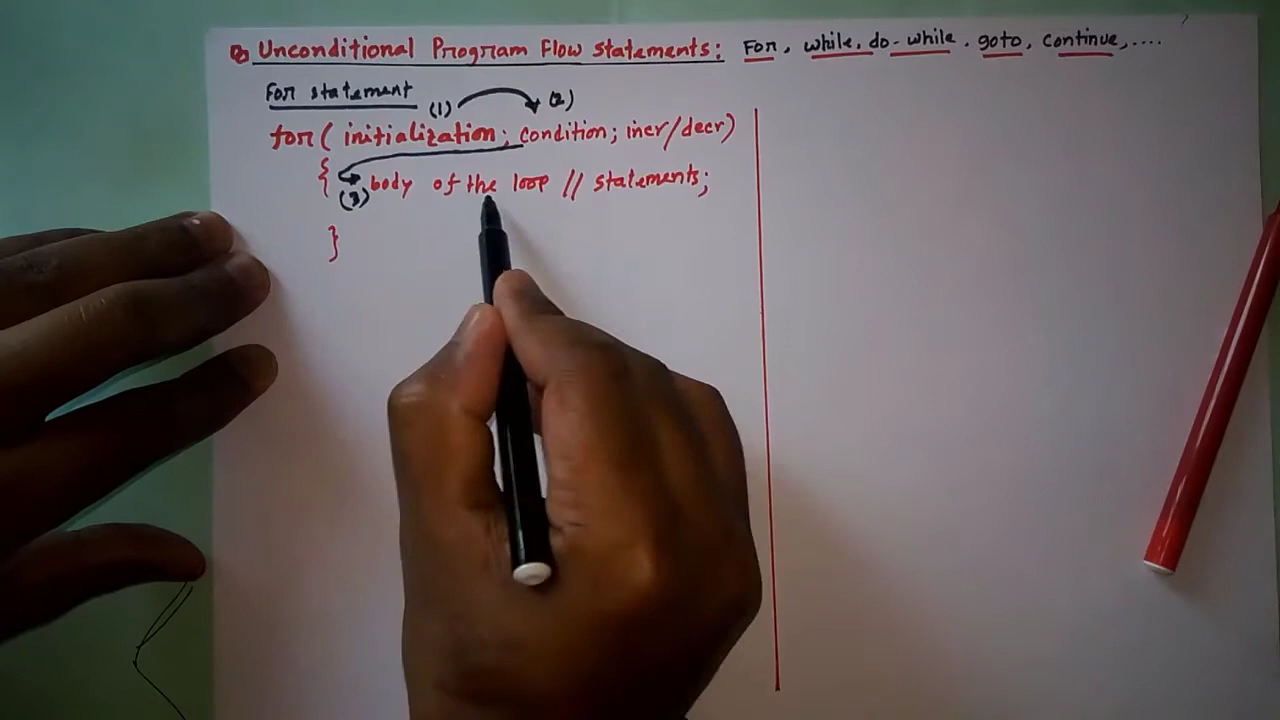 Unconditional Program Flow statements: For, while, do-while, goto, continue,....
For statement
(1) (2)
for( initialization; condition; incr/decr)
{ body of the loop // statements;
(3)
}